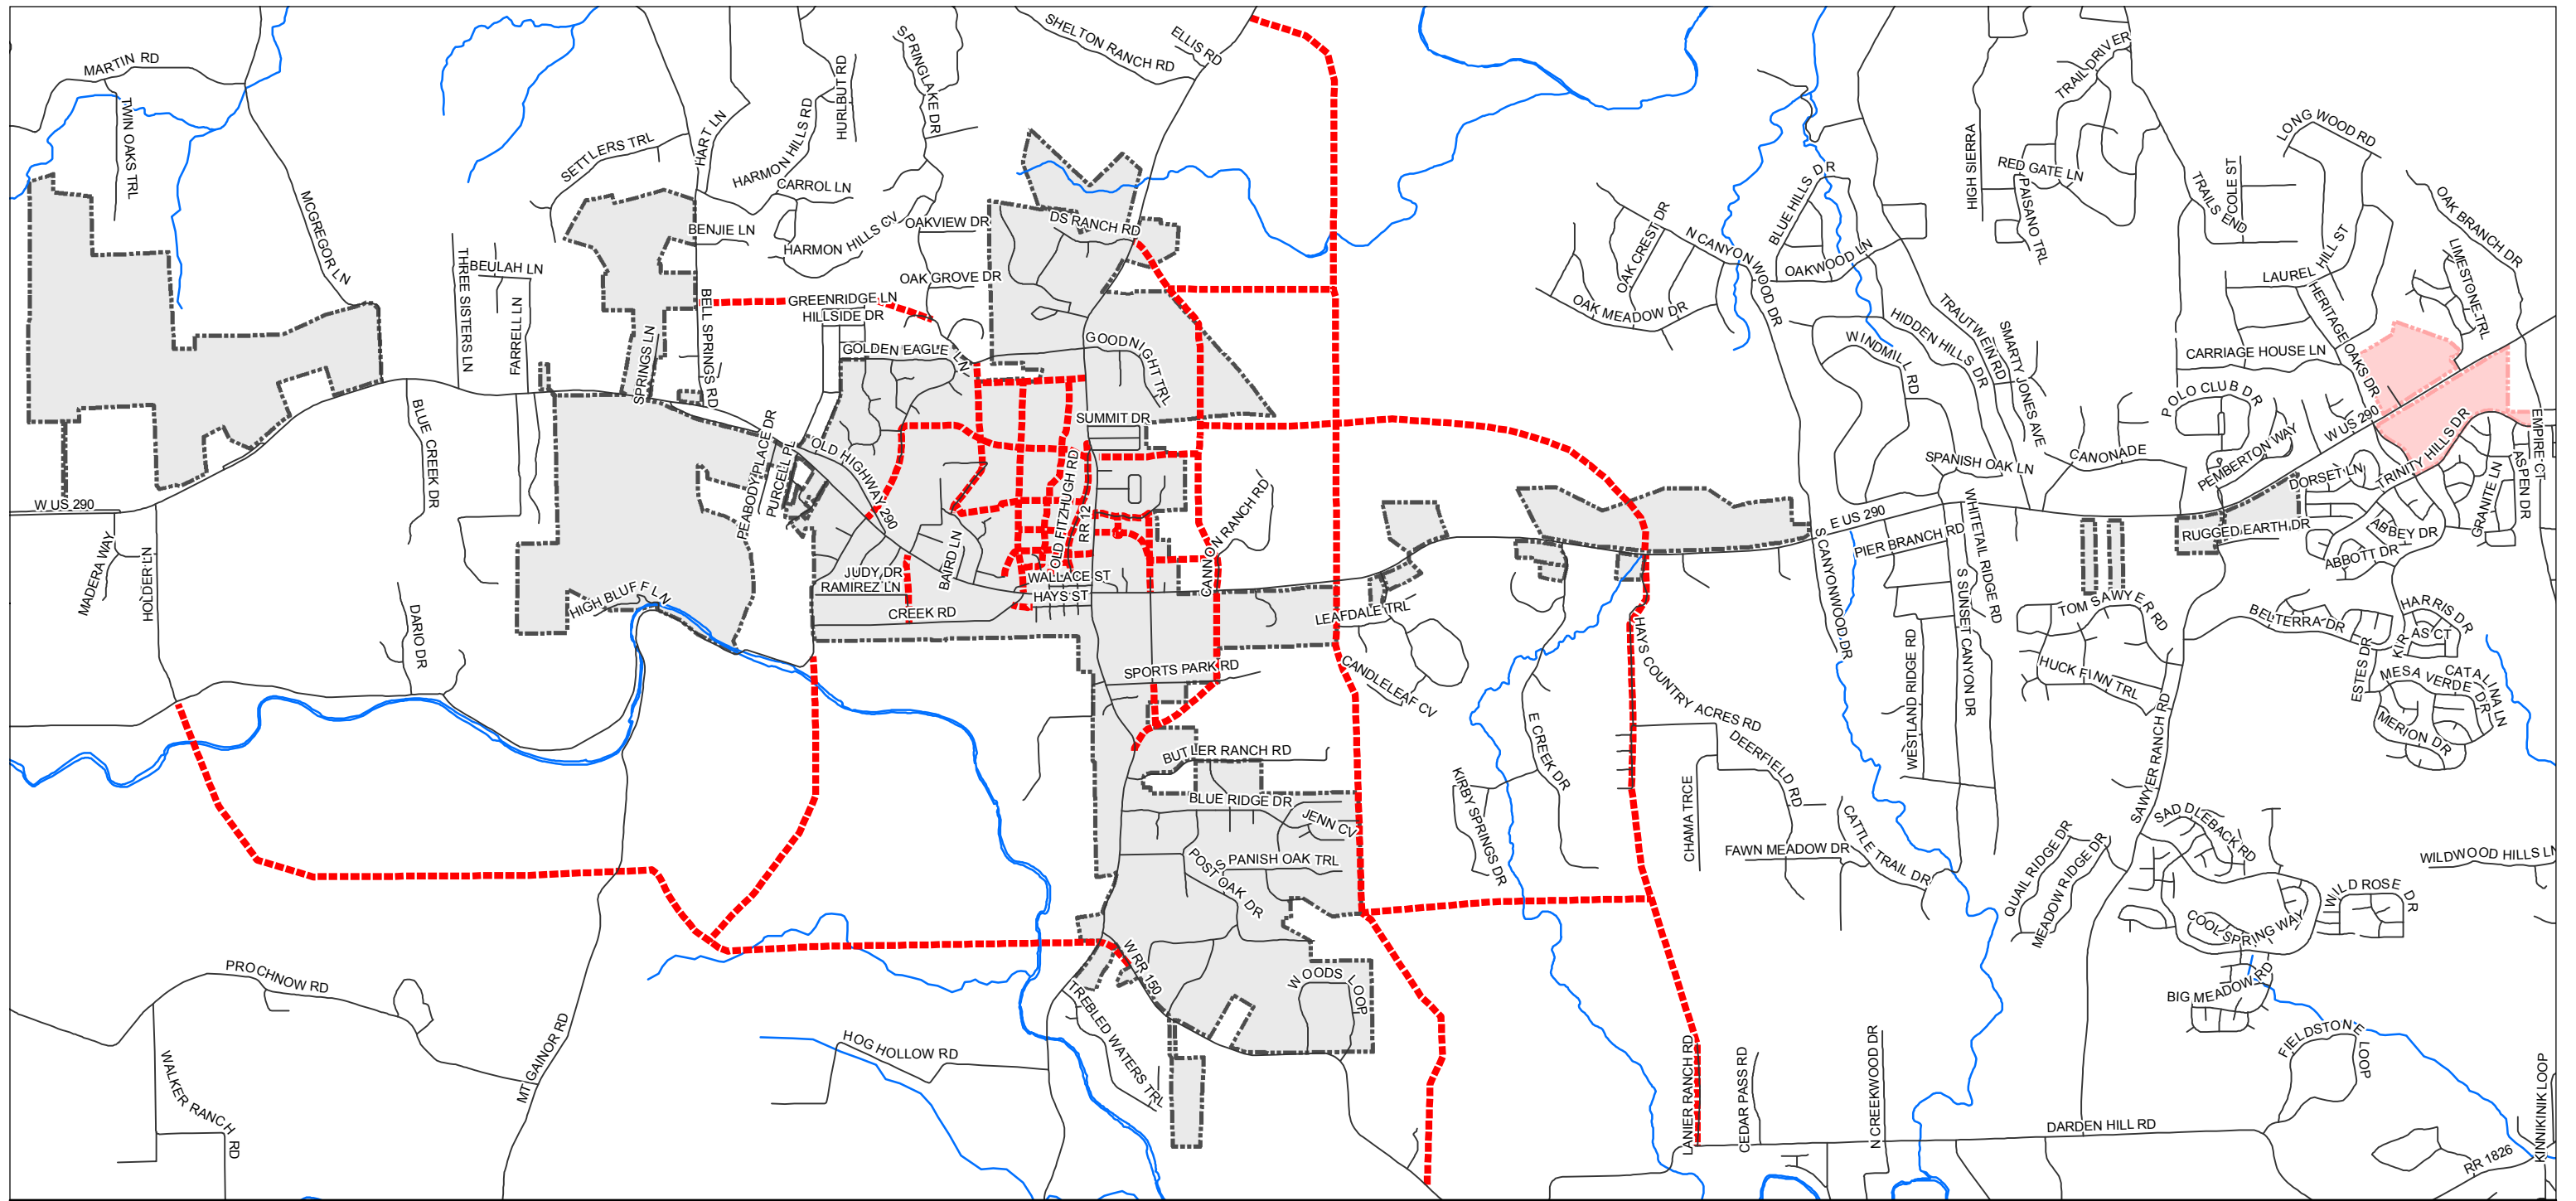 SHELTON RANCH RD
ELLIS RD
SPRINGLAKE DR
TRAIL DRIVER
MARTIN RD
HURLBUT RD
TWIN OAKS TRL
HART LN
HARMON HILLS RD
SETTLERS TRL
CARROL LN
HIGH SIERRA
RED GATE LN
PAISANO TRL
LONG WOOD RD
COLE ST
TRAILS END
OAK BRANCH DR
MCGREGOR LN
BENJIE LN
OAKVIEW DR
HARMON HILLS CV
DS RANCH RD
OAK CREST DR
N CANYON WOOD DR
BLUE HILLS DR
OAKWOOD LN
LAUREL HILL ST
LIMESTONE TRL
THREE SISTERS LN
BEULAH LN
FARRELL LN
OAK GROVE DR
BELL SPRINGS RD
GREENRIDGE LN
HILLSIDE DR
OAK MEADOW DR
HERITAGE OAKS DR
HIDDEN HILLS DR
TRAUTWEIN RD
SMARTY JONES AVE
WINDMILL RD
SPRINGS LN
GOLDEN EAGLE LN
GOODNIGHT TRL
CARRIAGE HOUSE LN
POLO CLUB DR
BLUE CREEK DR
PEABODY PLACE DR
PURCELL PL
OLD HIGHWAY 290
SUMMIT DR
W US 290
TRINITY HILLS DR
EMPIRE CT
PEMBERTON WAY
CANONADE
SPANISH OAK LN
DORSET LN
ASPEN DR
GRANITE LN
W US 290
OLD FITZHUGH RD
RR 12
CANNON RANCH RD
E US 290
WHITETAIL RIDGE RD
RUGGED EARTH DR
ABBEY DR
ABBOTT DR
MADERA WAY
HOLDER LN
BAIRD LN
JUDY DR
RAMIREZ LN
WALLACE ST
HAYS ST
CREEK RD
HIGH BLUFF LN
DARIO DR
LEAFDALE TRL
PIER BRANCH RD
S CANYONWOOD DR
S SUNSET CANYON DR
WESTLAND RIDGE RD
TOM SAWYER RD
BELTERRA DR
HARRIS DR
AS CT
KIR
SPORTS PARK RD
CANDLELEAF CV
HAYS COUNTRY ACRES RD
HUCK FINN TRL
ESTES DR
MESA VERDE DR
CATALINA LN
MERION DR
E CREEK DR
DEERFIELD RD
SAWYER RANCH RD
BUTLER RANCH RD
BLUE RIDGE DR
JENN CV
KIRBY SPRINGS DR
CHAMA TRCE
FAWN MEADOW DR
CATTLE TRAIL DR
SADDLEBACK RD
QUAIL RIDGE DR
MEADOW RIDGE DR
WILDWOOD HILLS LN
SPANISH OAK TRL
POST OAK DR
WILD ROSE DR
COOL SPRING WAY
W RR 150
WOODS LOOP
PROCHNOW RD
TREBLED WATERS TRL
BIG MEADOW RD
MT GAINOR RD
HOG HOLLOW RD
FIELDSTONE LOOP
WALKER RANCH RD
LANIER RANCH RD
CEDAR PASS RD
N CREEKWOOD DR
DARDEN HILL RD
RR 1826
KINNIKINIK LOOP